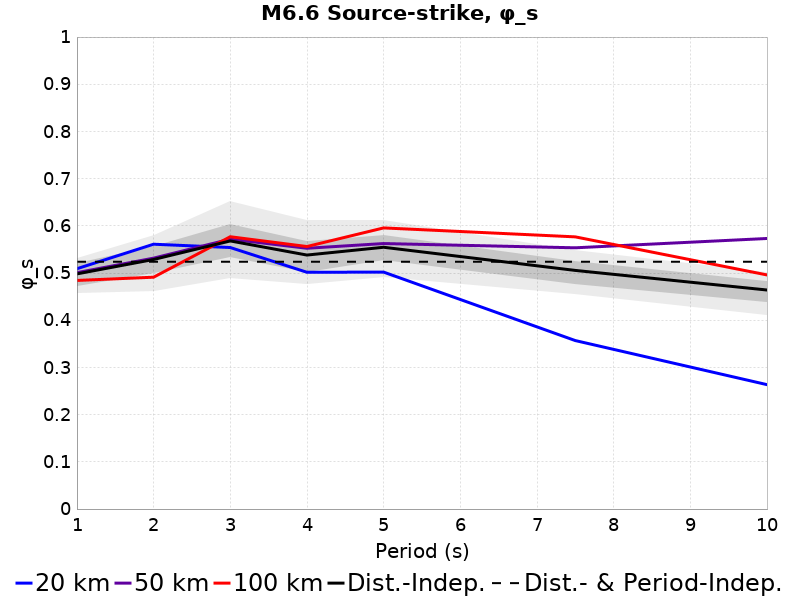 M6.6 Source-strike, φ_s
1
0.9
0.8
0.7
0.6
0.5
0.4
0.3
0.2
0.1
0
φ_s
1 2 3 4 5 6 7 8 9 10
Period (s)
20 km 50 km 100 km Dist.-Indep. Dist.- & Period-Indep.